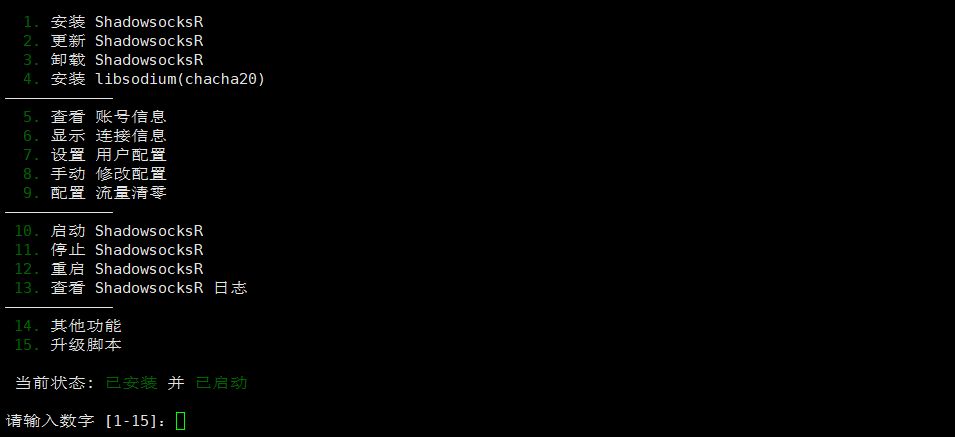 1. 安装 ShadowsocksR
2. 更新 ShadowsocksR
3. 卸载 ShadowsocksR
4. 安装 libsodium(chacha20)
5. 查看 账号信息
6. 显示 连接信息
7. 设置 用户配置
8. 手动 修改配置
9. 配置 流量清零
10. 启动 ShadowsocksR
11. 停止 ShadowsocksR
12. 重启 ShadowsocksR
13. 查看 ShadowsocksR 日志
14. 其他功能
15. 升级脚本
当前状态: 已安装 并 已启动
请输入数字 [1-15]：